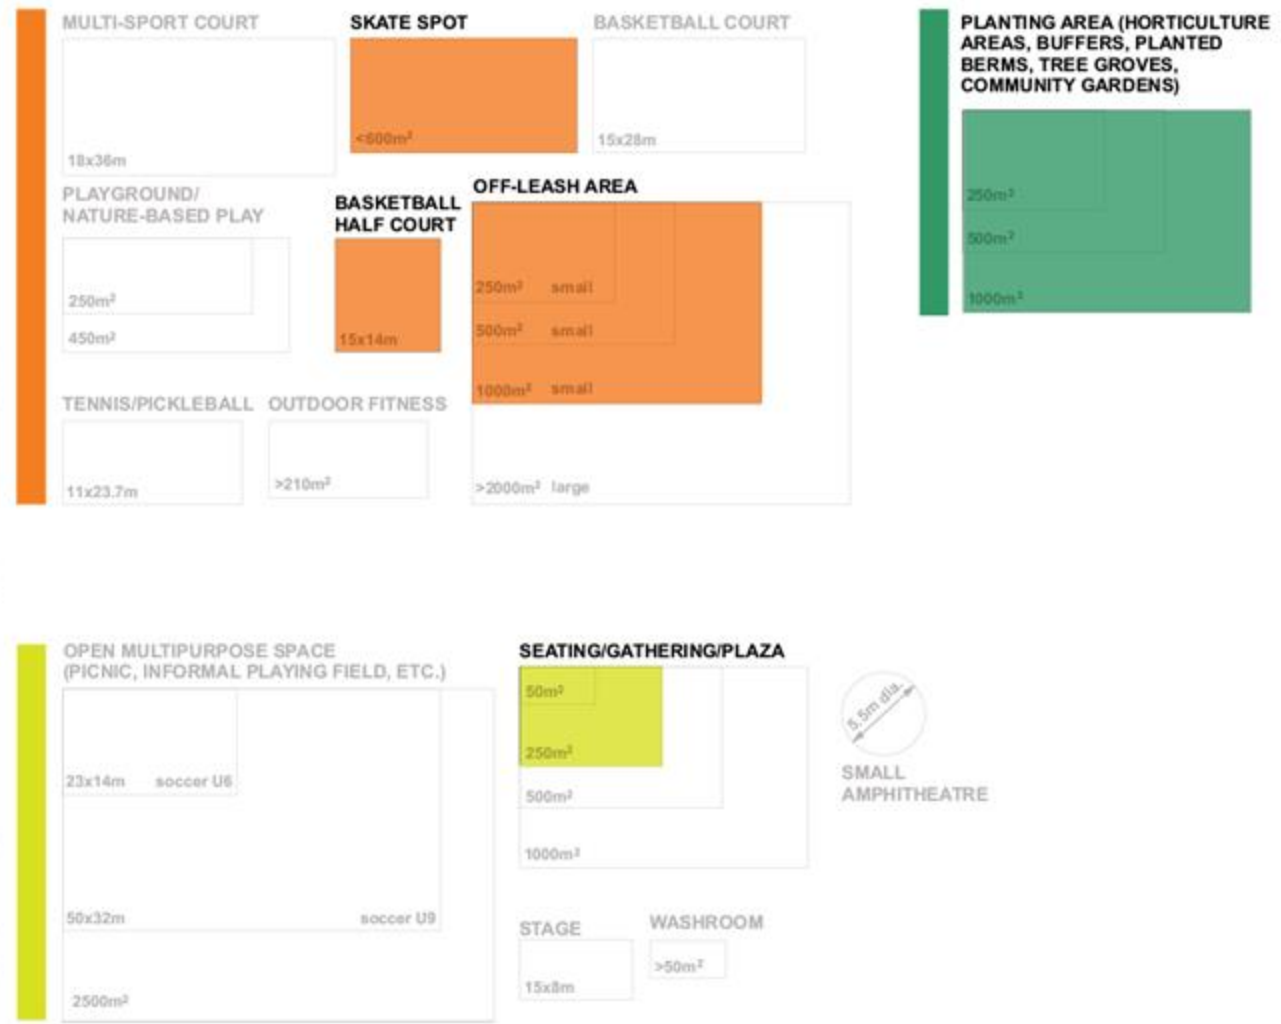 MULTI-SPORT COURT
18x36m
SKATE SPOT
<600m²
BASKETBALL COURT
15x28m
PLANTING AREA (HORTICULTURE
AREAS, BUFFERS, PLANTED
BERMS, TREE GROVES,
COMMUNITY GARDENS)
250m²
500m²
1000m²
PLAYGROUND/
NATURE-BASED PLAY
250m²
450m²
BASKETBALL
HALF COURT
15x14m
OFF-LEASH AREA
250m² small
500m² small
1000m² small
>2000m² large
TENNIS/PICKLEBALL
11x23.7m
OUTDOOR FITNESS
>210m²
OPEN MULTIPURPOSE SPACE
(PICNIC, INFORMAL PLAYING FIELD, ETC.)
23x14m soccer U6
50x32m soccer U9
2500m²
SEATING/GATHERING/PLAZA
50m²
250m²
500m²
1000m²
5.5m dia.
SMALL
AMPHITHEATRE
STAGE
15x8m
WASHROOM
>50m²